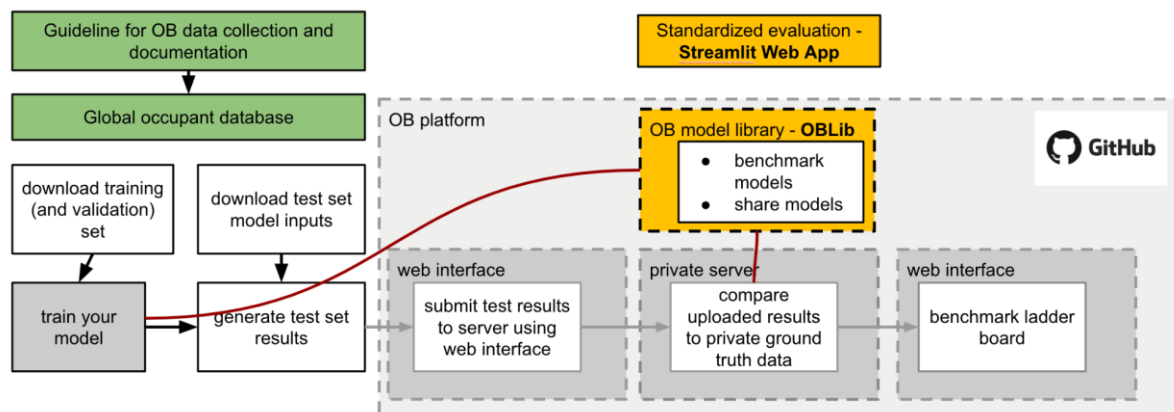 Guideline for OB data collection and
documentation
Global occupant database
Standardized evaluation -
Streamlit Web App
OB platform
OB model library - OBLib
● benchmark
models
● share models
GitHub
download training
(and validation)
set
download test set
model inputs
train your
model
generate test set
results
web interface
submit test results
to server using
web interface
private server
compare
uploaded results
to private ground
truth data
web interface
benchmark ladder
board